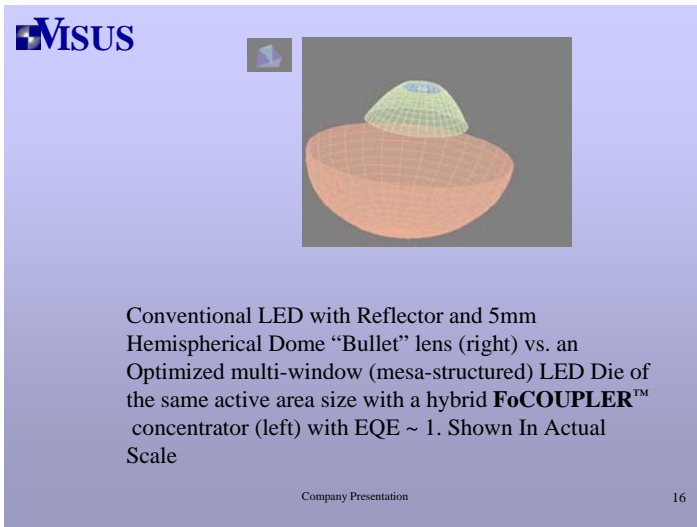 VISUS
Conventional LED with Reflector and 5mm
Hemispherical Dome “Bullet” lens (right) vs. an
Optimized multi-window (mesa-structured) LED Die of
the same active area size with a hybrid FoCOUPLER™
concentrator (left) with EQE ~ 1. Shown In Actual
Scale
Company Presentation 16